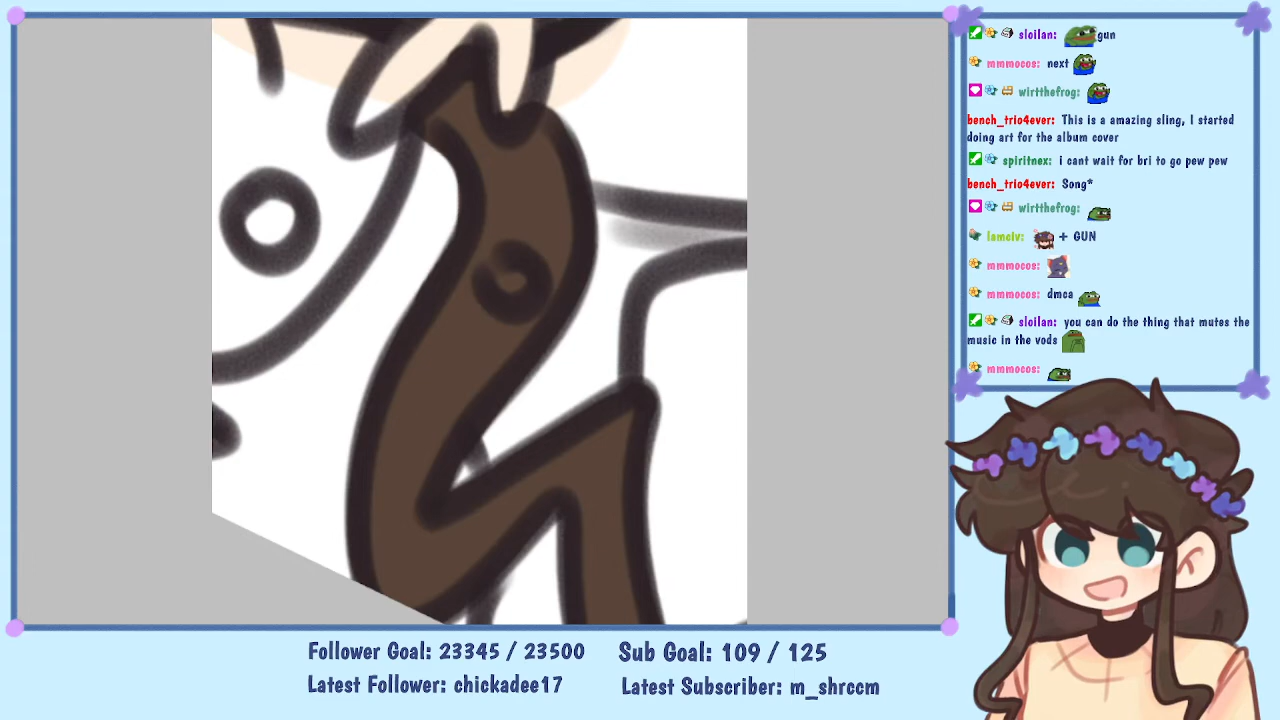 sloilan: gun
mmmocos: next
wirtthefrog:
bench_trio4ever: This is a amazing sling, I started
doing art for the album cover
spiritnex: i cant wait for bri to go pew pew
bench_trio4ever: Song*
wirtthefrog:
lamciv: + GUN
mmmocos:
mmmocos: dmca
sloilan: you can do the thing that mutes the
music in the vods
mmmocos:
Follower Goal: 23345 / 23500
Sub Goal: 109 / 125
Latest Follower: chickadee17
Latest Subscriber: m_shrccm